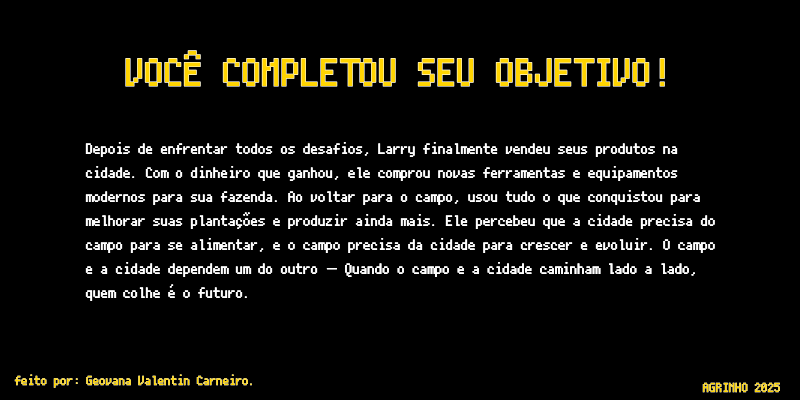 VOCÊ COMPLETOU SEU OBJETIVO!
Depois de enfrentar todos os desafios, Larry finalmente vendeu seus produtos na
cidade. Com o dinheiro que ganhou, ele comprou novas ferramentas e equipamentos
modernos para sua fazenda. Ao voltar para o campo, usou tudo o que conquistou para
melhorar suas plantações e produzir ainda mais. Ele percebeu que a cidade precisa do
campo para se alimentar, e o campo precisa da cidade para crescer e evoluir. O campo
e a cidade dependem um do outro — Quando o campo e a cidade caminham lado a lado,
quem colhe é o futuro.
feito por: Geovana Valentin Carneiro.
AGRINHO 2025